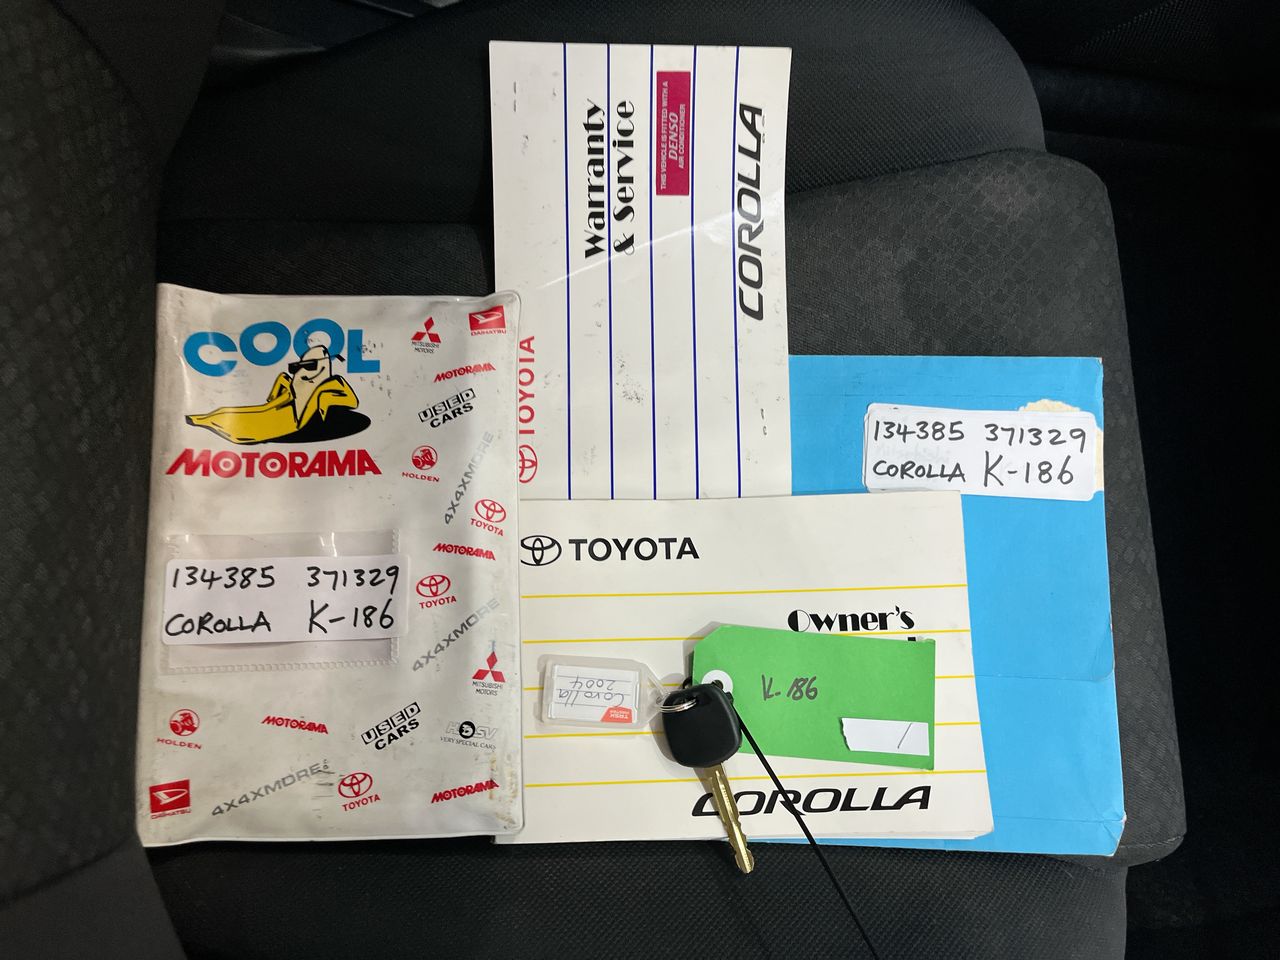 Warranty
& Service
THIS VEHICLE IS FITTED WITH A
DENSO
AIR CONDITIONER
COROLLA
TOYOTA
COOL
MOTORAMA
MITSUBISHI
MOTORS
DAIHATSU
MOTORAMA
USED
CARS
HOLDEN
4X4XMORE
TOYOTA
MOTORAMA
TOYOTA
4X4XMORE
MITSUBISHI
MOTORS
134385 371329
COROLLA K-186
HOLDEN
MOTORAMA
USED
CARS
HSV
VERY SPECIAL CARS
DAIHATSU
4X4XMORE
TOYOTA
MOTORAMA
134385 371329
COROLLA K-186
TOYOTA
Owner's
Corolla
2004
K-186
1
COROLLA